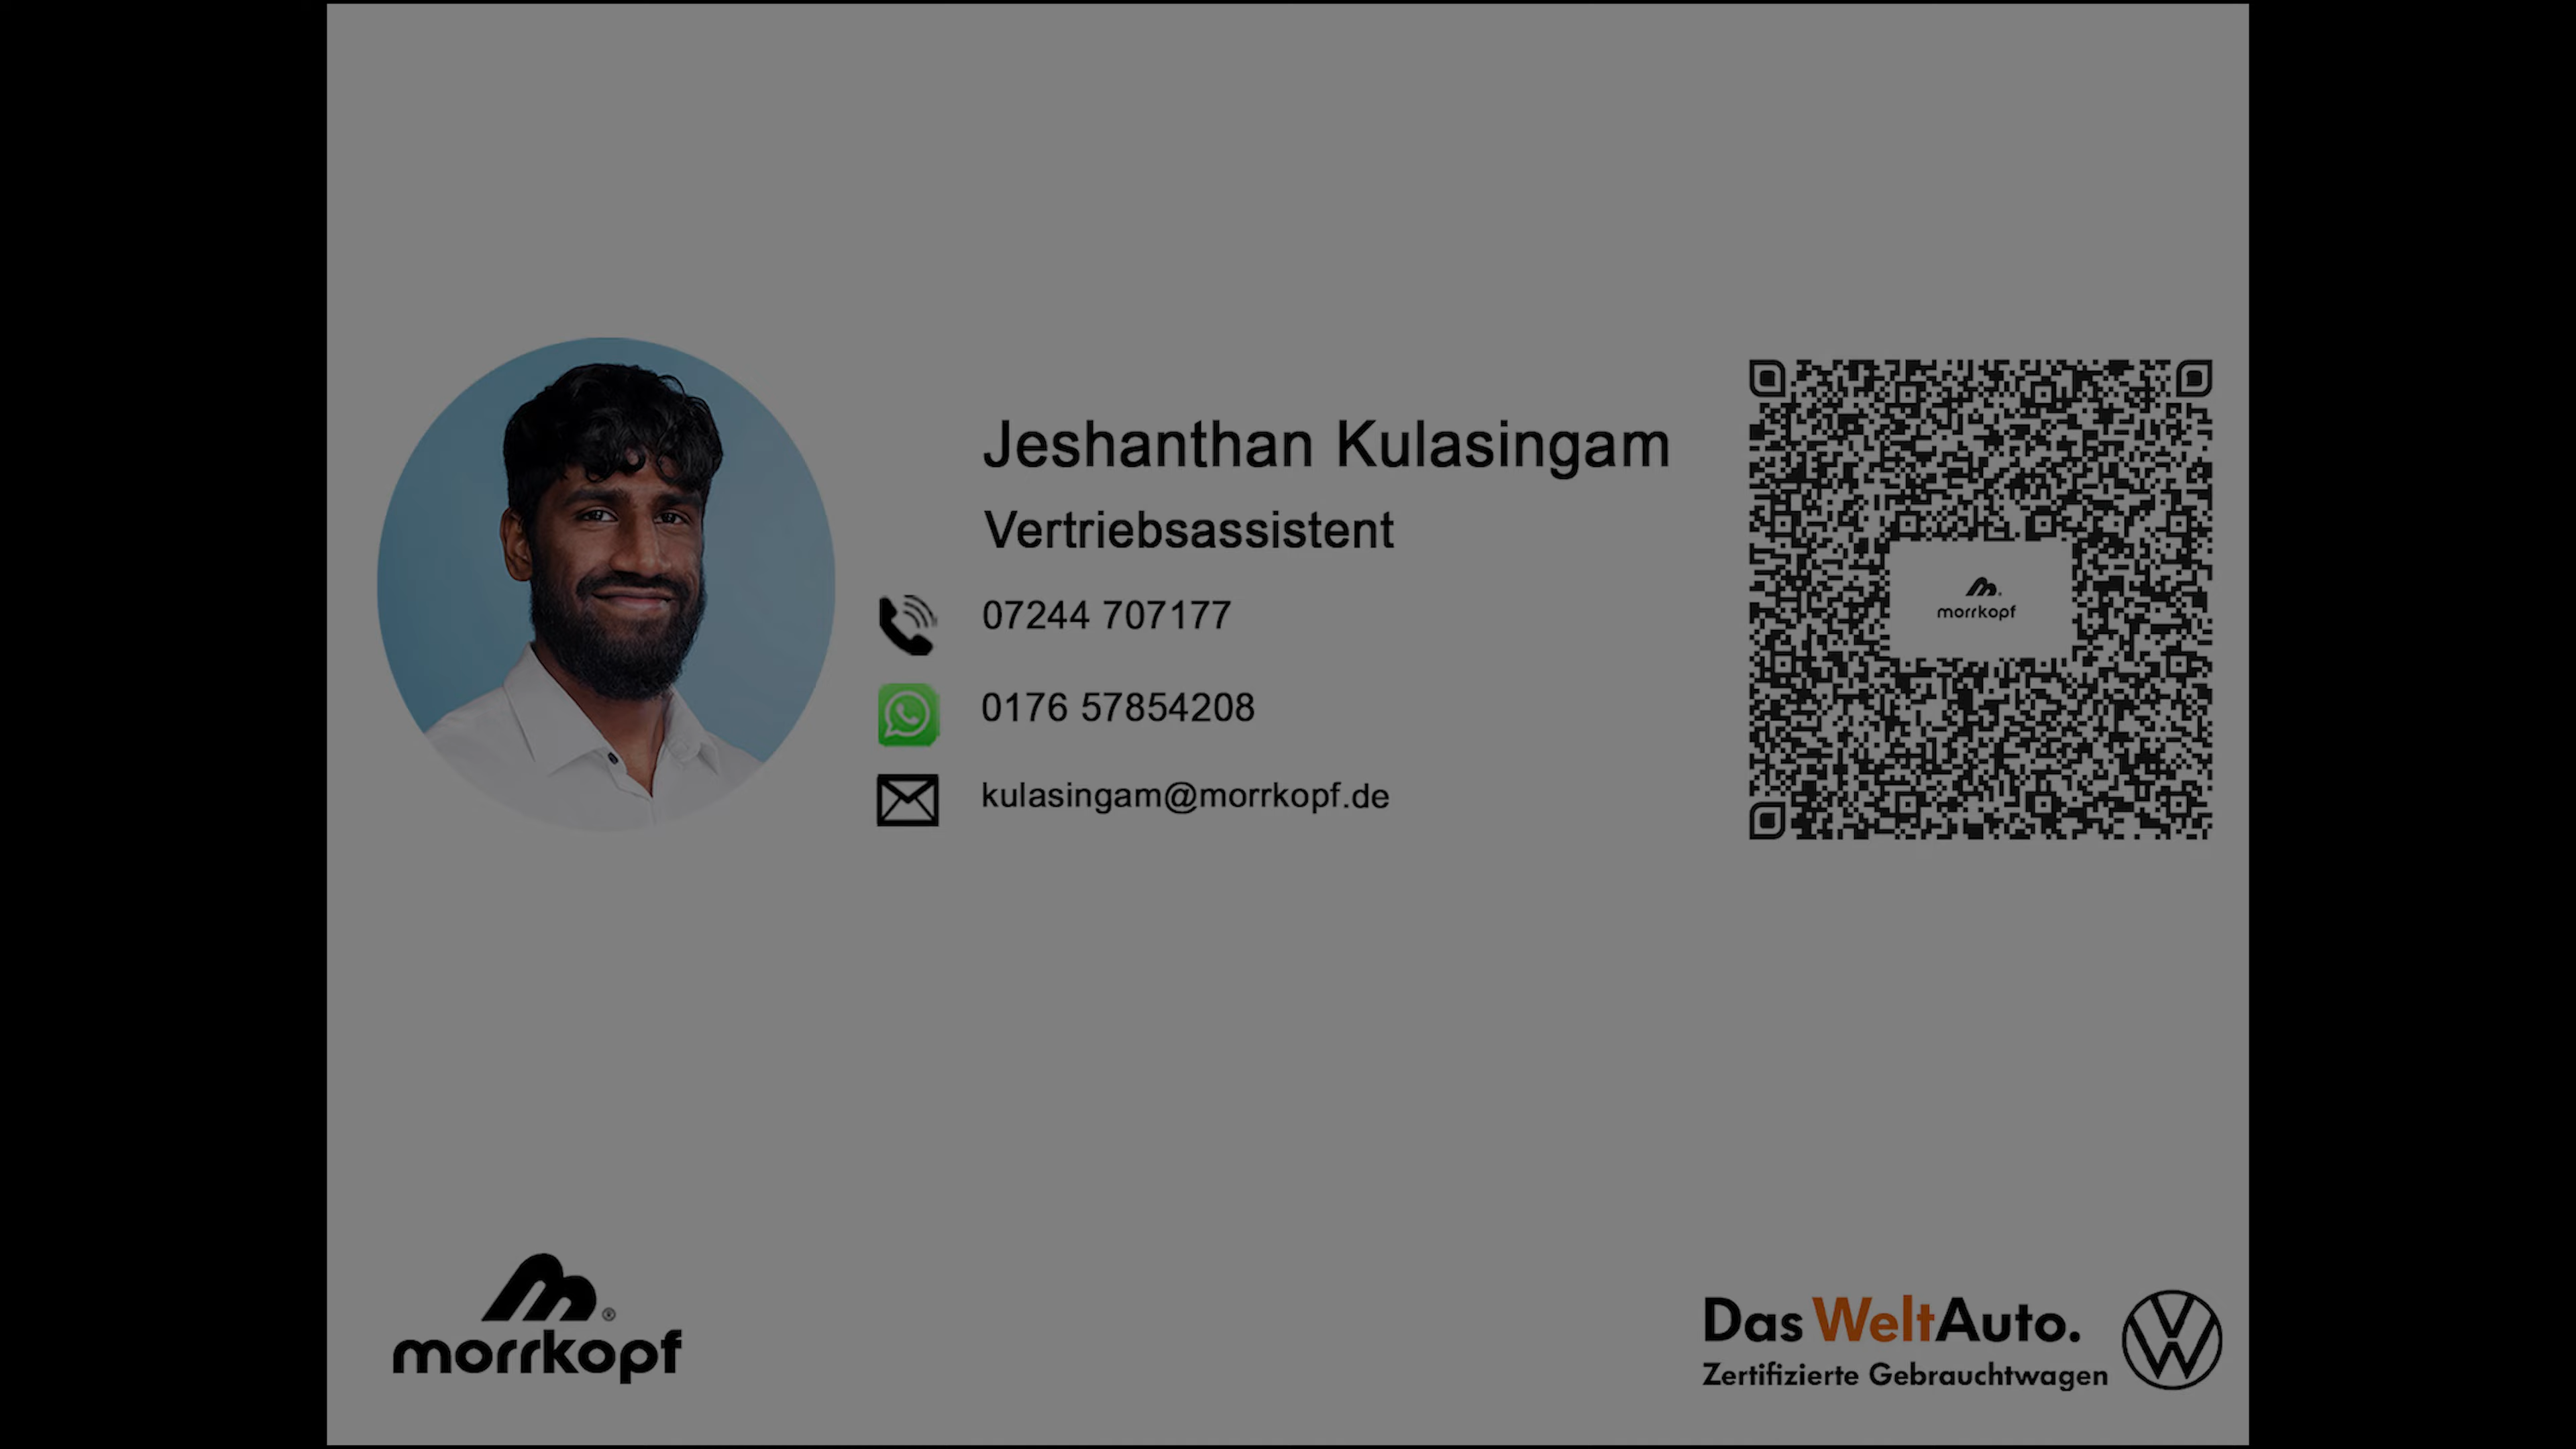 Jeshanthan Kulasingam
Vertriebsassistent
07244 707177
0176 57854208
kulasingam@morrkopf.de
morrkopf
morrkopf
Das WeltAuto.
Zertifizierte Gebrauchtwagen